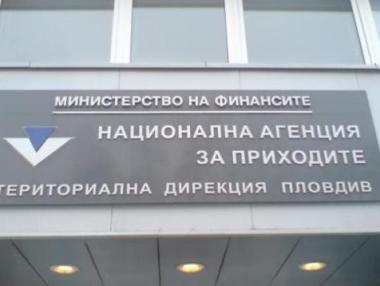 МИНИСТЕРСТВО НА ФИНАНСИТЕ
НАЦИОНАЛНА АГЕНЦИЯ
ЗА ПРИХОДИТЕ
ТЕРИТОРИАЛНА ДИРЕКЦИЯ ПЛОВДИВ